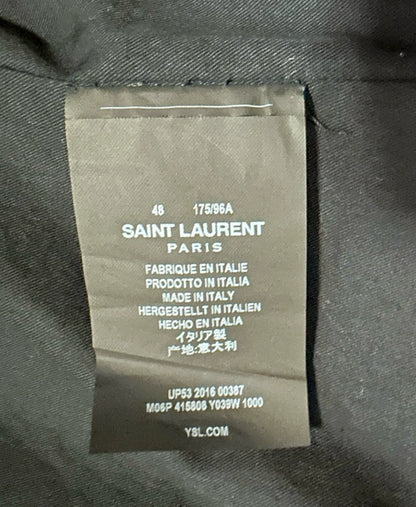 48 175/96A
SAINT LAURENT
PARIS
FABRIQUE EN ITALIE
PRODOTTO IN ITALIA
MADE IN ITALY
HERGESTELLT IN ITALIEN
HECHO EN ITALIA
イタリア製
产地:意大利
UP53 2016 00387
M06P 415808 Y039W 1000
YSL.COM